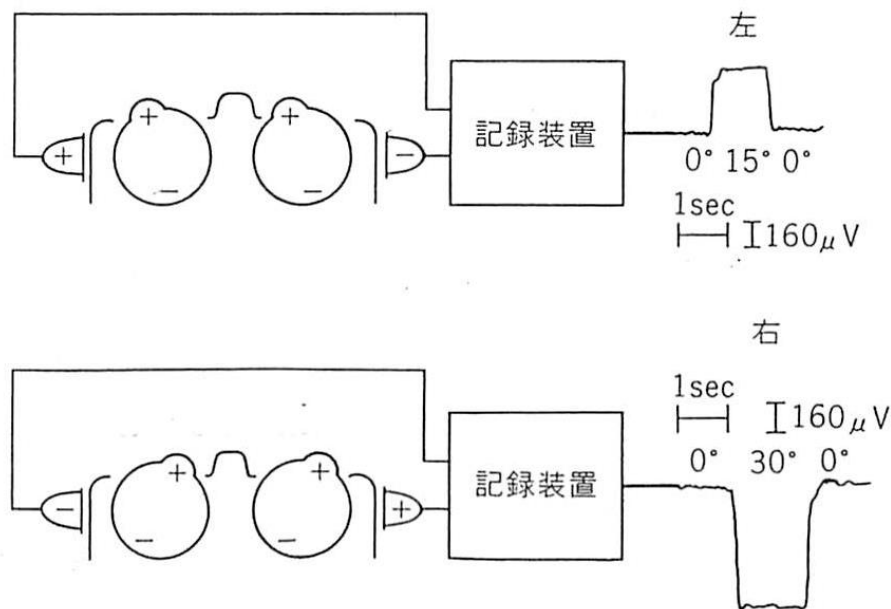 左
+ + + −
− −
記録装置
0° 15° 0°
1sec
160μV
右
1sec
160μV
0° 30° 0°
− + + +
− −
記録装置